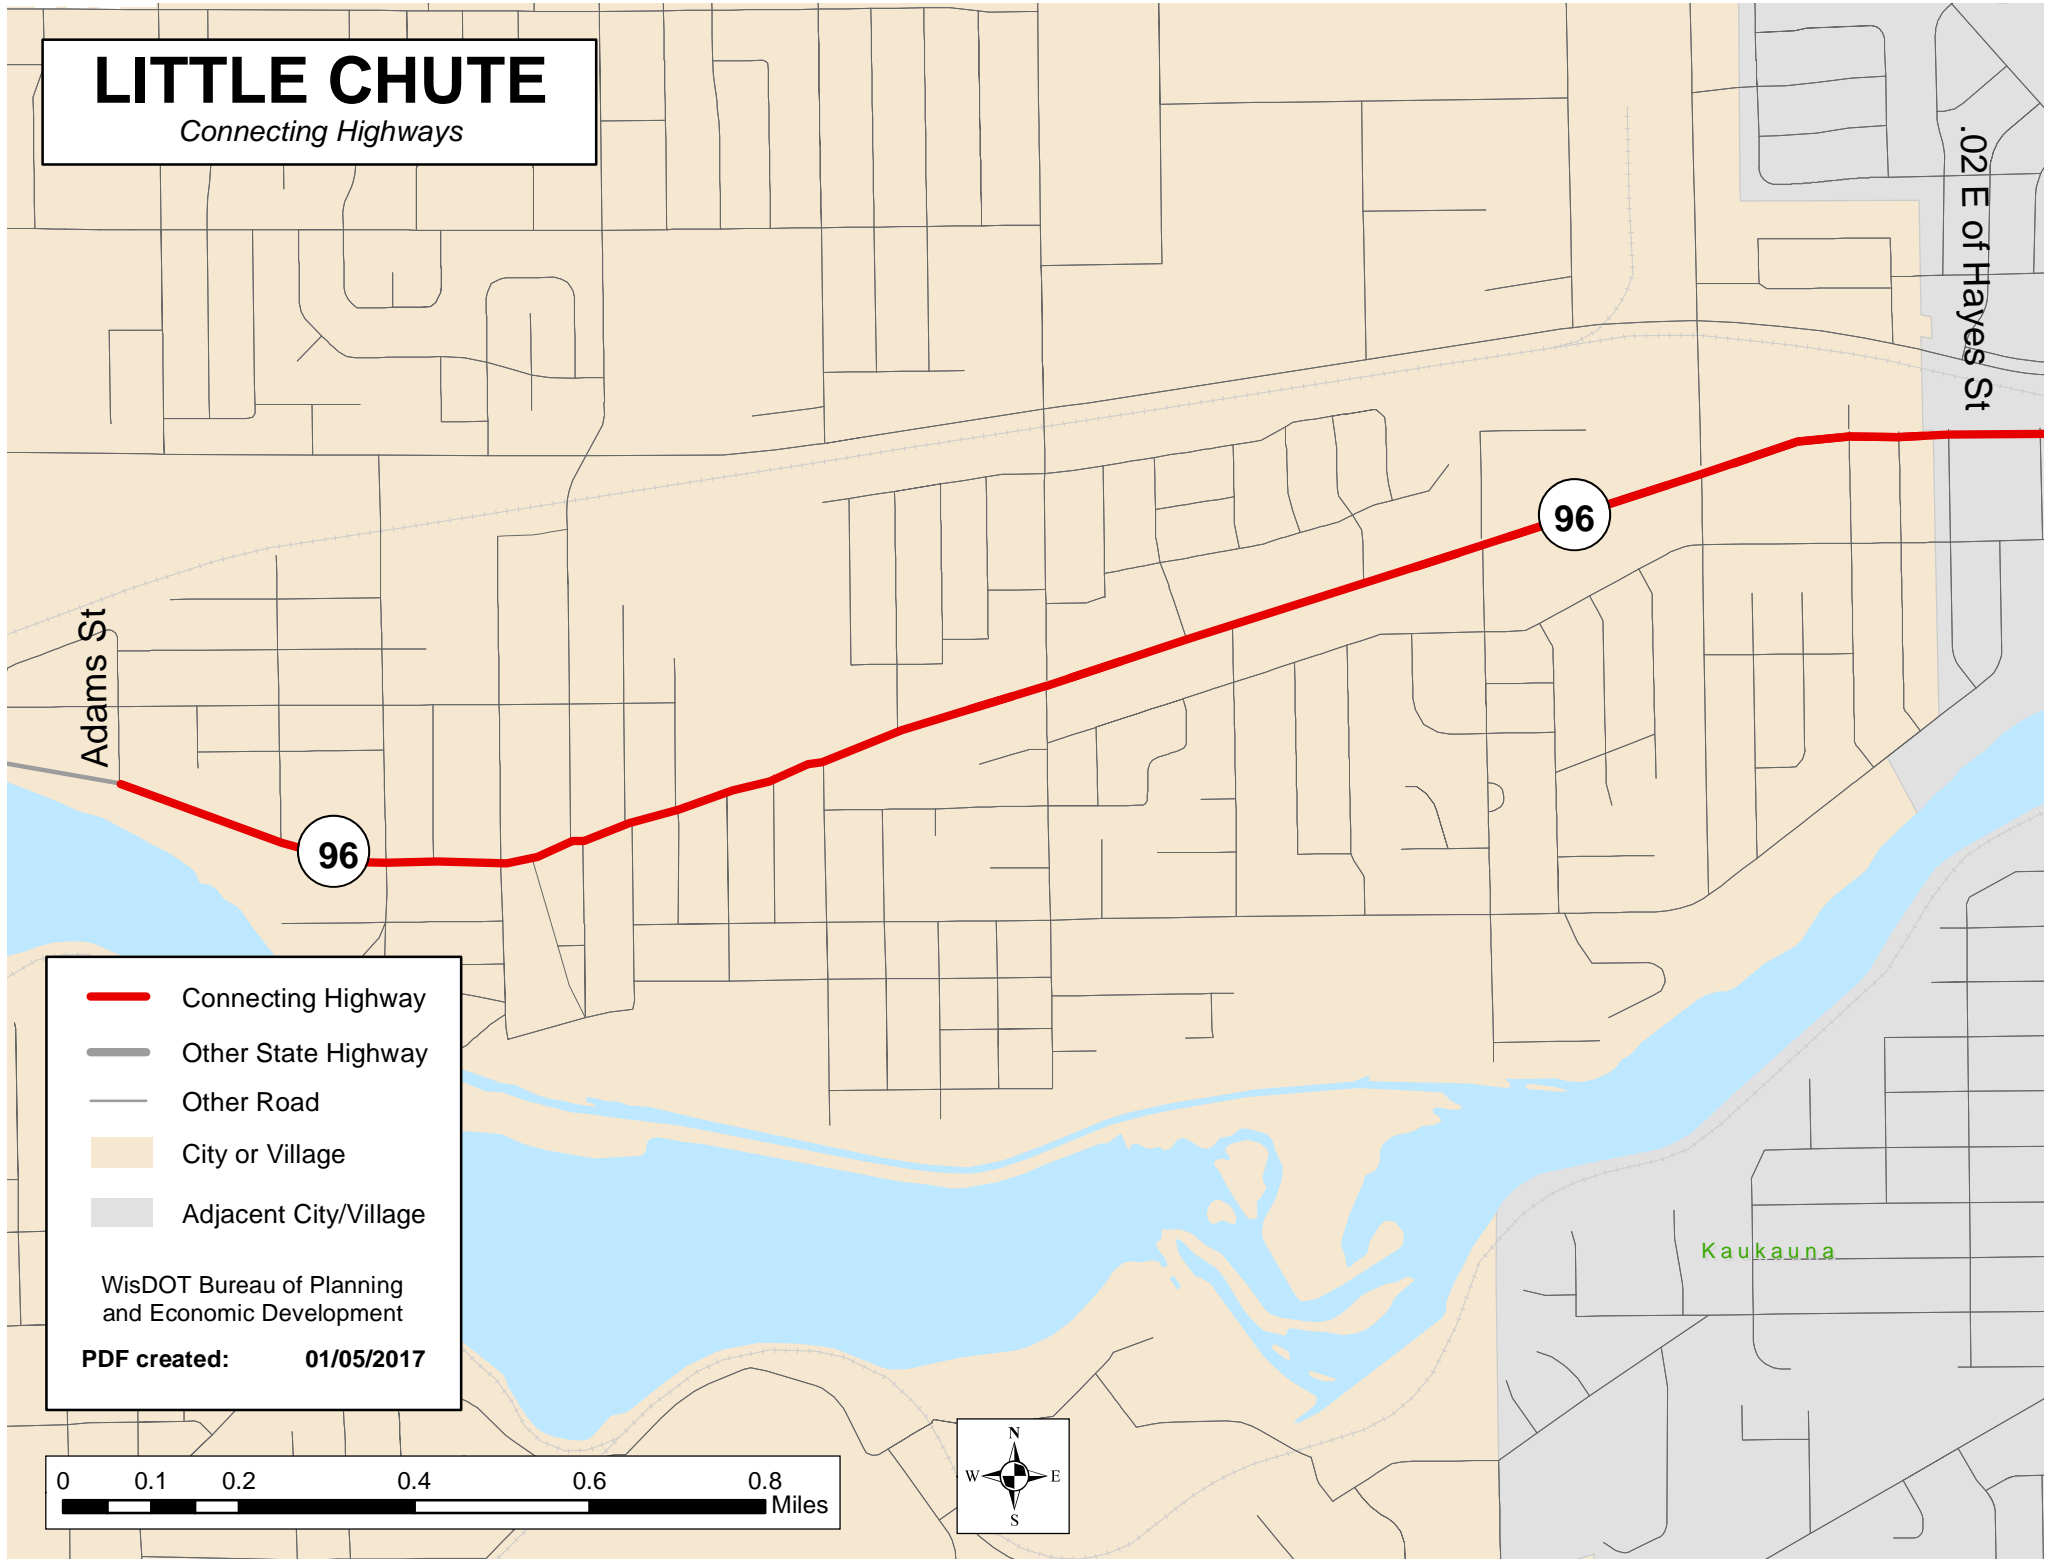 LITTLE CHUTE
Connecting Highways
.02 E of Hayes St
96
Adams St
96
Connecting Highway
Other State Highway
Other Road
City or Village
Adjacent City/Village
WisDOT Bureau of Planning
and Economic Development
PDF created: 01/05/2017
Kaukauna
N
W E
S
0 0.1 0.2 0.4 0.6 0.8
Miles